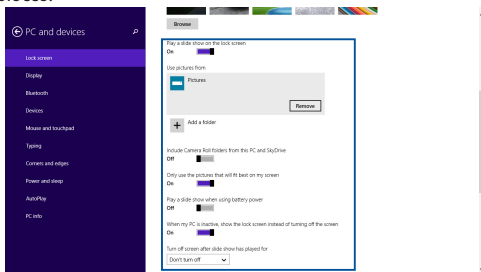 Browse
PC and devices
Lock screen
Display
Bluetooth
Devices
Mouse and touchpad
Typing
Corners and edges
Power and sleep
AutoPlay
PC info
Play a slide show on the lock screen
On
Use pictures from
Pictures
Remove
Add a folder
Include Camera Roll folders from this PC and SkyDrive
Off
Only use the pictures that will fit best on my screen
On
Play a slide show when using battery power
Off
When my PC is inactive, show the lock screen instead of turning off the screen
On
Turn off screen after slide show has played for
Don't turn off